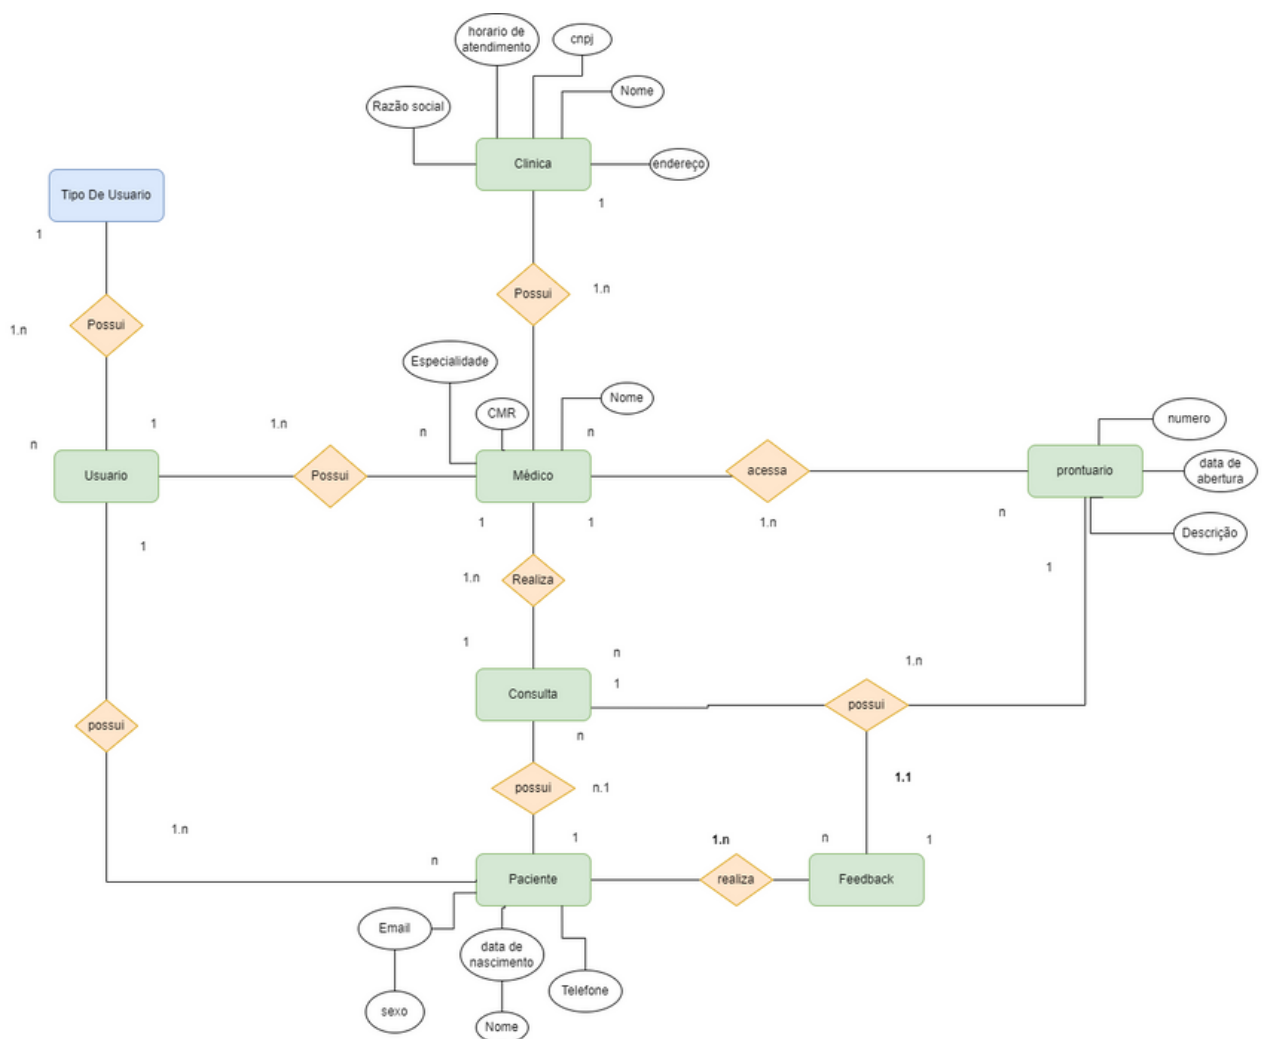 horario de
atendimento
cnpj
Nome
Razão social
Clinica
endereço
Tipo De Usuario
1
1
Possui
1.n
Possui
1.n
Especialidade
Nome
CMR
numero
1
1.n
n
n
n
Usuario
Possui
Médico
acessa
prontuario
data de
abertura
1
1
1.n
n
Descrição
1
1.n
Realiza
1
1
n
1.n
1
Consulta
possui
possui
n
possui
n.1
1.1
1.n
1
1.n
n
1
n
Paciente
realiza
Feedback
Email
data de
nascimento
Telefone
sexo
Nome